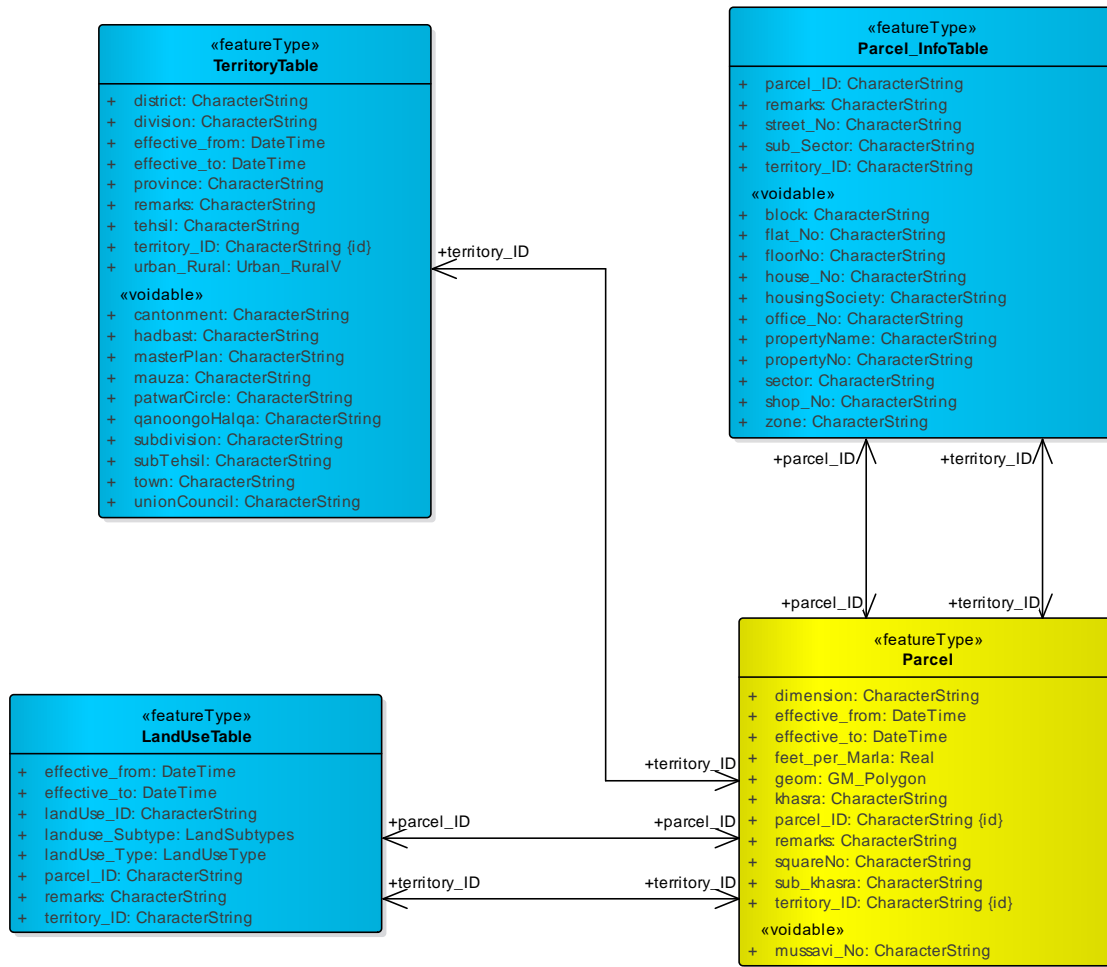 «featureType»
TerritoryTable
+ district: CharacterString
+ division: CharacterString
+ effective_from: DateTime
+ effective_to: DateTime
+ province: CharacterString
+ remarks: CharacterString
+ tehsil: CharacterString
+ territory_ID: CharacterString {id}
+ urban_Rural: Urban_RuralV
«voidable»
+ cantonment: CharacterString
+ hadbast: CharacterString
+ masterPlan: CharacterString
+ mauza: CharacterString
+ patwarCircle: CharacterString
+ qanoongoHalqa: CharacterString
+ subdivision: CharacterString
+ subTehsil: CharacterString
+ town: CharacterString
+ unionCouncil: CharacterString
«featureType»
Parcel_InfoTable
+ parcel_ID: CharacterString
+ remarks: CharacterString
+ street_No: CharacterString
+ sub_Sector: CharacterString
+ territory_ID: CharacterString
«voidable»
+ block: CharacterString
+ flat_No: CharacterString
+ floorNo: CharacterString
+ house_No: CharacterString
+ housingSociety: CharacterString
+ office_No: CharacterString
+ propertyName: CharacterString
+ propertyNo: CharacterString
+ sector: CharacterString
+ shop_No: CharacterString
+ zone: CharacterString
+territory_ID
+parcel_ID
+territory_ID
+parcel_ID
+territory_ID
«featureType»
LandUseTable
+ effective_from: DateTime
+ effective_to: DateTime
+ landUse_ID: CharacterString
+ landuse_Subtype: LandSubtypes
+ landUse_Type: LandUseType
+ parcel_ID: CharacterString
+ remarks: CharacterString
+ territory_ID: CharacterString
+territory_ID
+parcel_ID
+parcel_ID
+territory_ID
+territory_ID
«featureType»
Parcel
+ dimension: CharacterString
+ effective_from: DateTime
+ effective_to: DateTime
+ feet_per_Marla: Real
+ geom: GM_Polygon
+ khasra: CharacterString
+ parcel_ID: CharacterString {id}
+ remarks: CharacterString
+ squareNo: CharacterString
+ sub_khasra: CharacterString
+ territory_ID: CharacterString {id}
«voidable»
+ mussavi_No: CharacterString